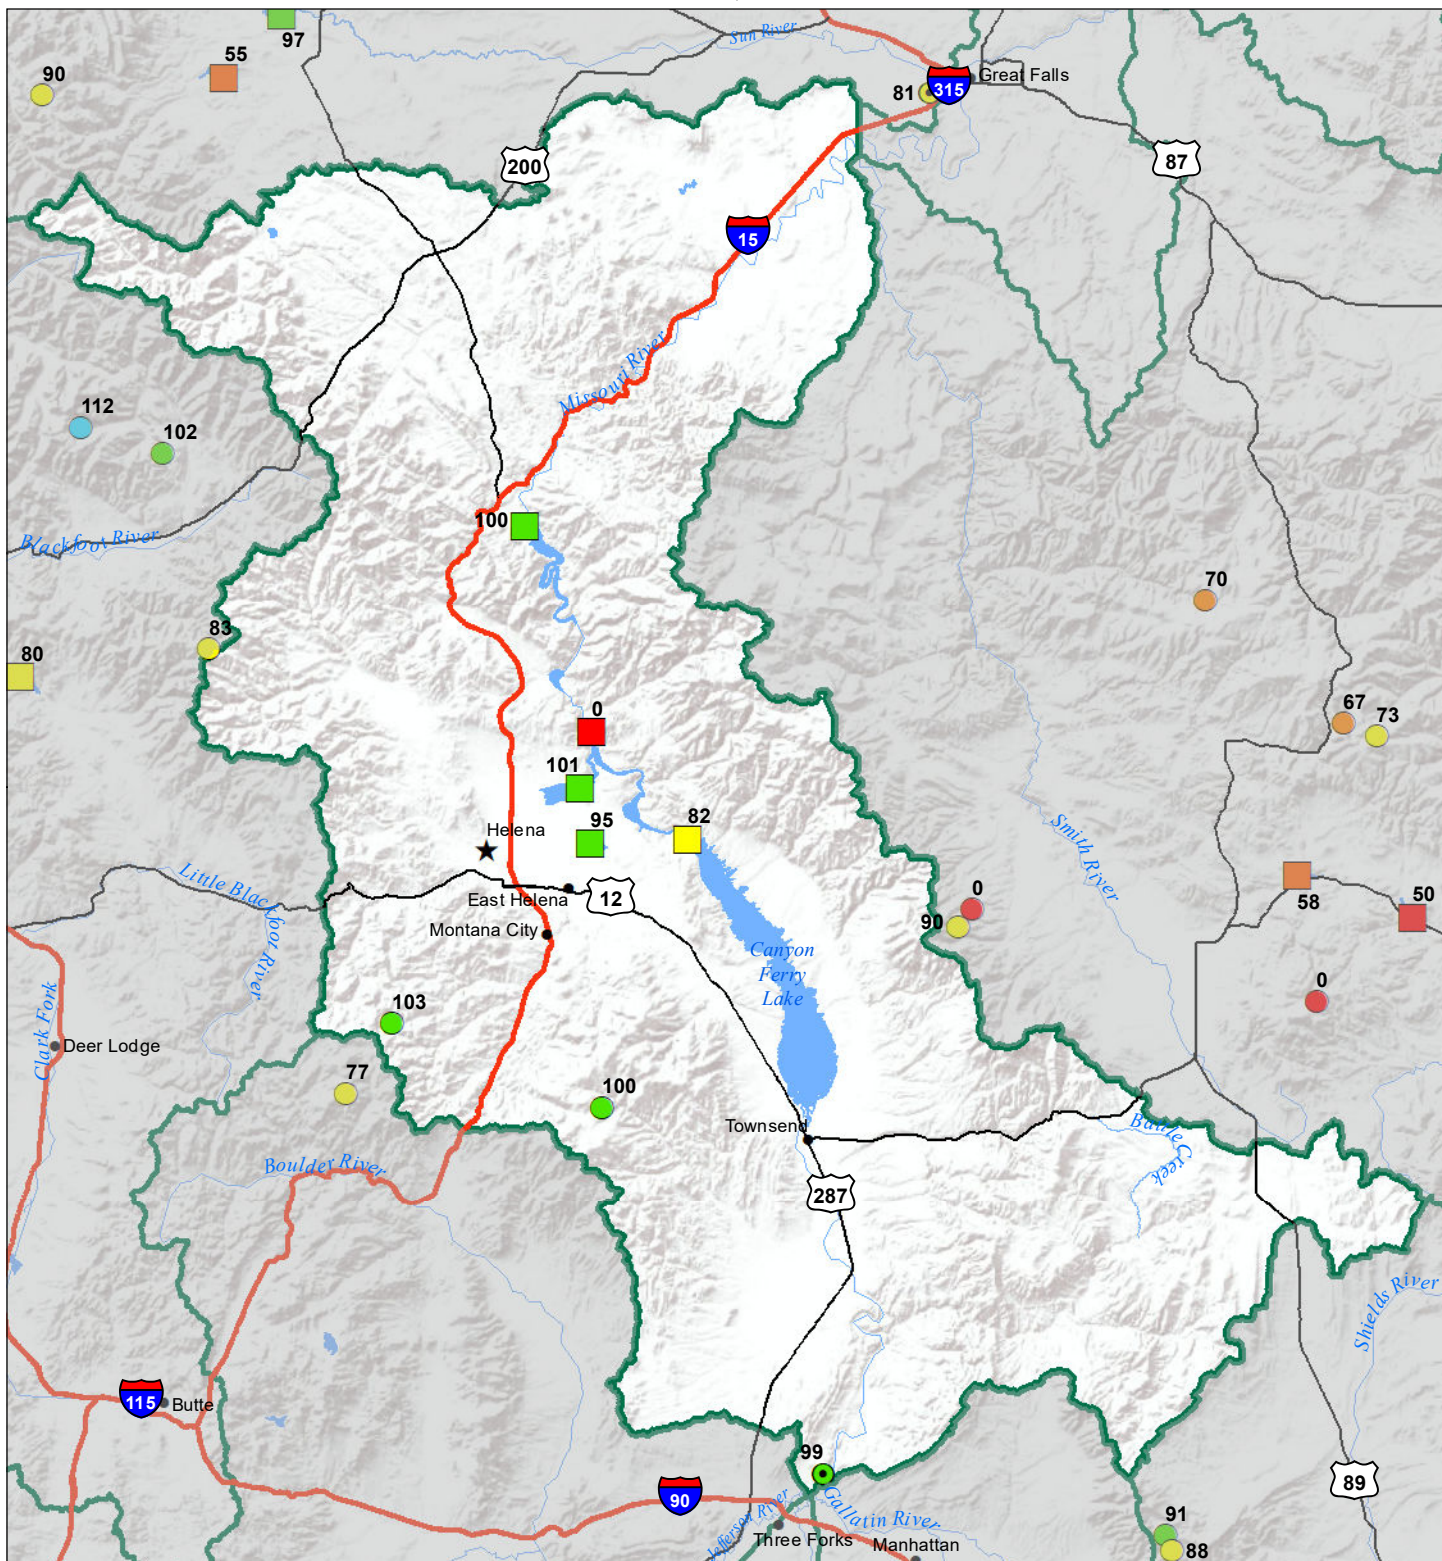 Sun River
97
55
90
Great Falls
81
315
200
87
15
Missouri River
112
102
100
Blackfoot River
70
83
80
0
67
73
101
95
82
Helena
Smith River
Little Blackfoot River
East Helena
12
58
50
0
90
Montana City
Canyon
Ferry
Lake
0
103
Clark Fork
Deer Lodge
77
100
Townsend
Battle Creek
Boulder River
287
Shields River
115
Butte
99
89
90
Jefferson River
Gallatin River
91
Three Forks
Manhattan
88